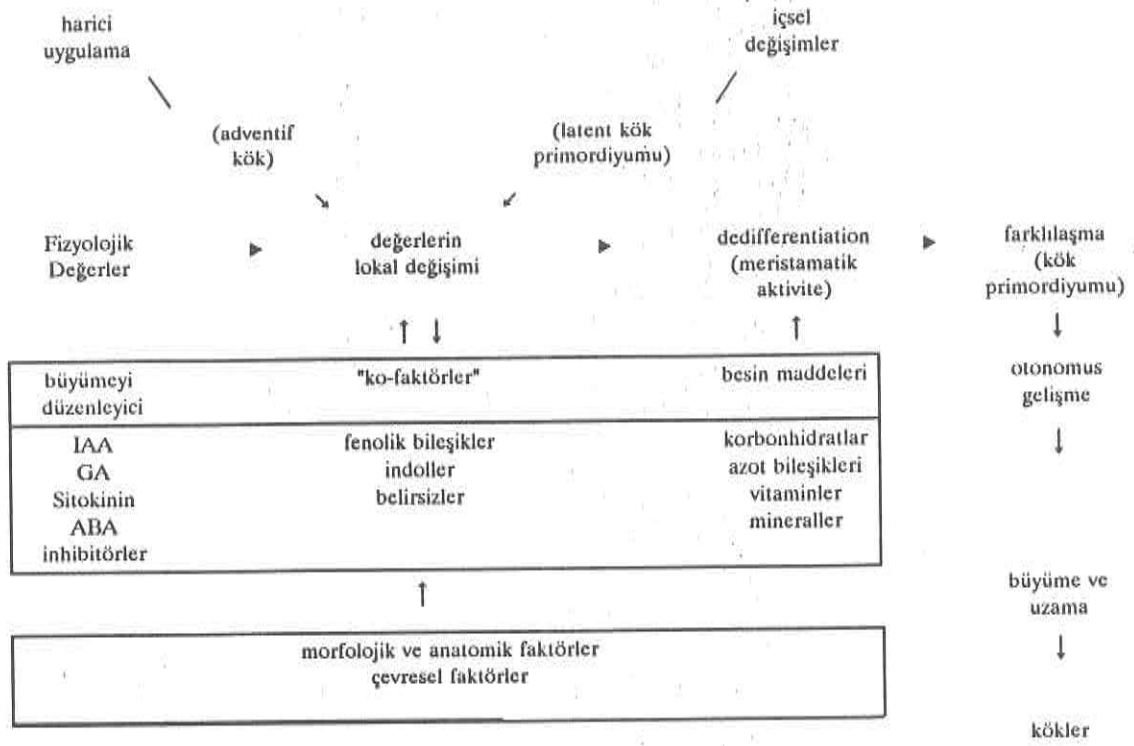 harici
uygulama
içsel
değişimler
(adventif
kök)
(latent kök
primordiyumu)
Fizyolojik
Değerler
değerlerin
lokal değişimi
dedifferentiation
(meristamatik
aktivite)
farklılaşma
(kök
primordiyumu)
büyümeyi
düzenleyici
"ko-faktörler"
besin maddeleri
otonomus
gelişme
IAA
GA
Sitokinin
ABA
inhibitörler
fenolik bileşikler
indoller
belirsizler
korbonhidratlar
azot bileşikleri
vitaminler
mineraller
büyüme ve
uzama
morfolojik ve anatomik faktörler
çevresel faktörler
kökler